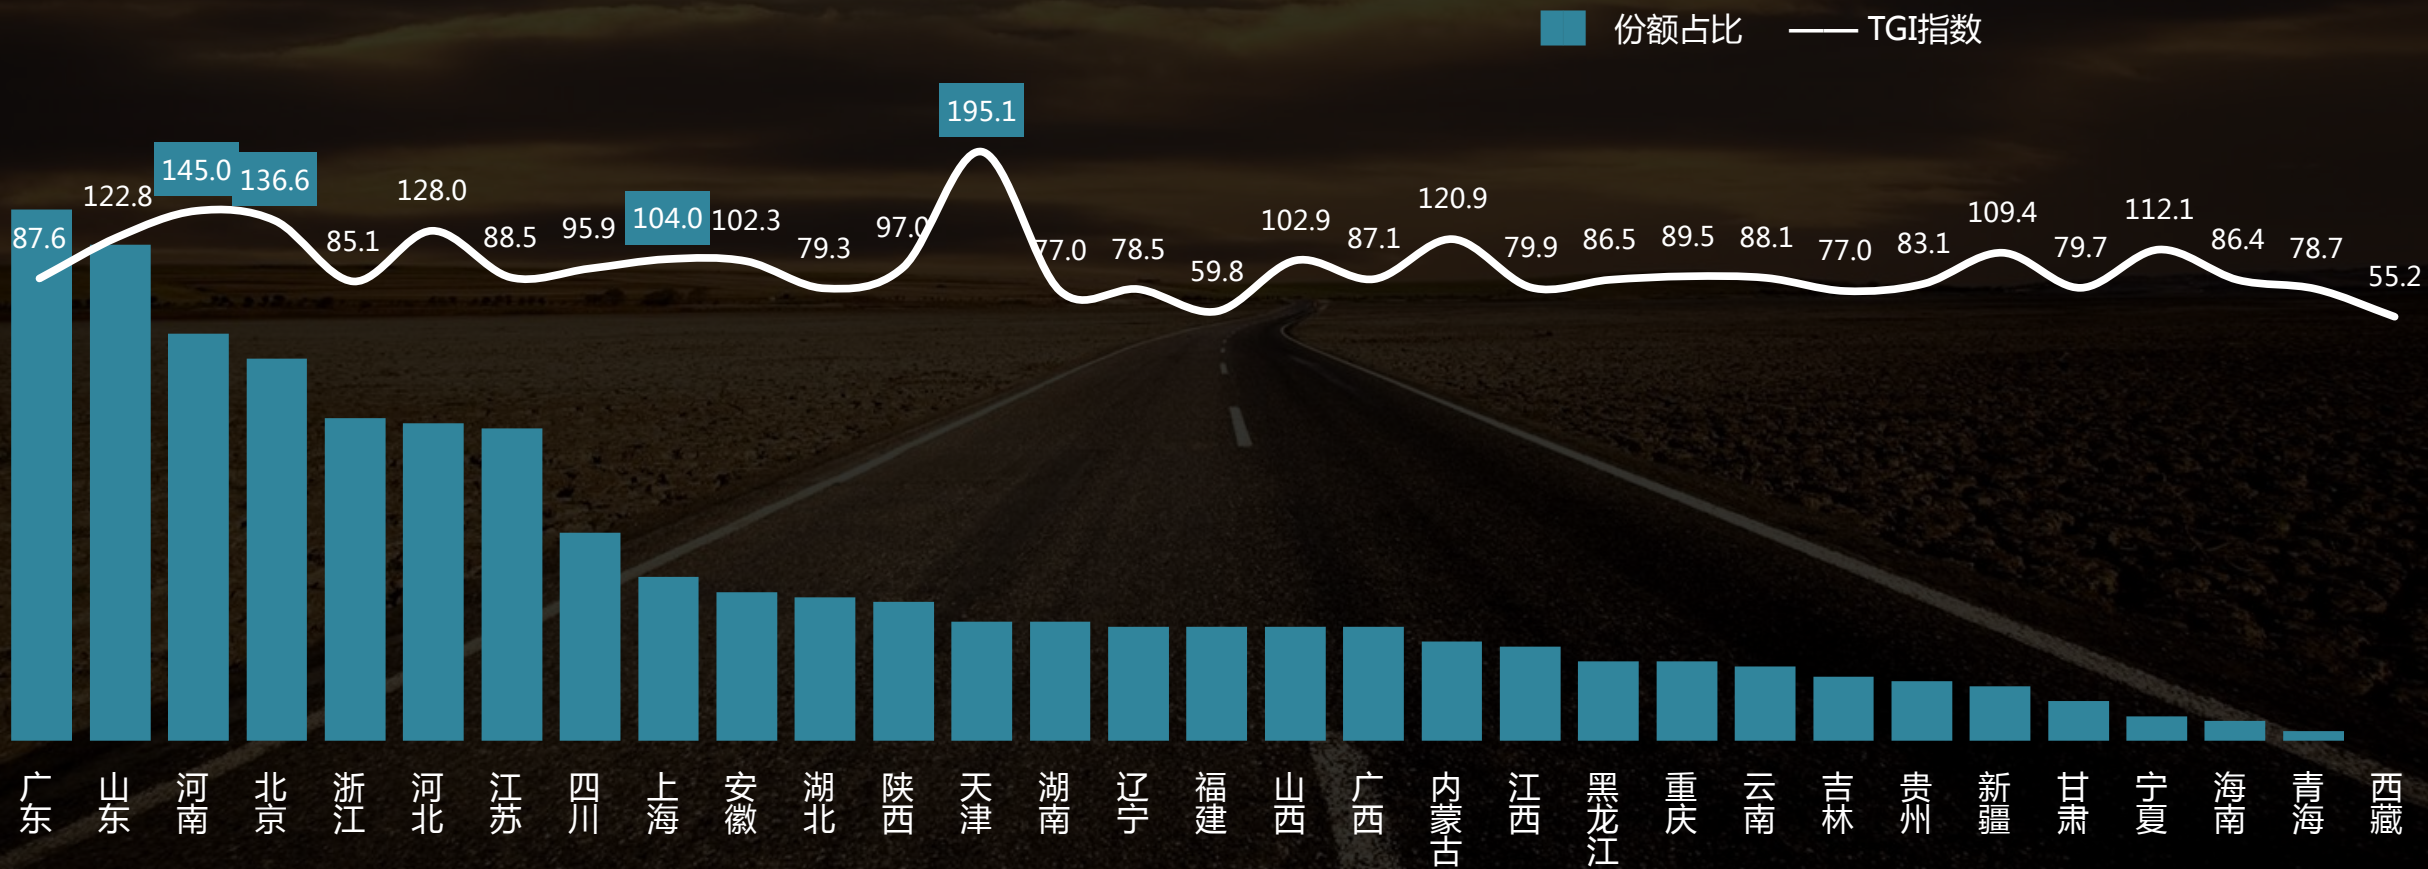 份额占比
TGI指数
87.6
122.8
145.0
136.6
85.1
128.0
88.5
95.9
104.0
102.3
79.3
97.0
195.1
77.0
78.5
59.8
102.9
87.1
120.9
79.9
86.5
89.5
88.1
77.0
83.1
109.4
79.7
112.1
86.4
78.7
55.2
广东
山东
河南
北京
浙江
河北
江苏
四川
上海
安徽
湖北
陕西
天津
湖南
辽宁
福建
山西
广西
内蒙古
江西
黑龙江
重庆
云南
吉林
贵州
新疆
甘肃
宁夏
海南
青海
西藏